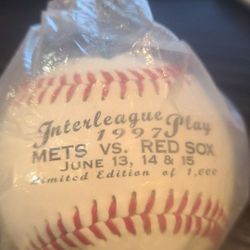 Interleague Play
1997
METS VS. RED SOX
JUNE 13, 14 & 15
Limited Edition of 1,000